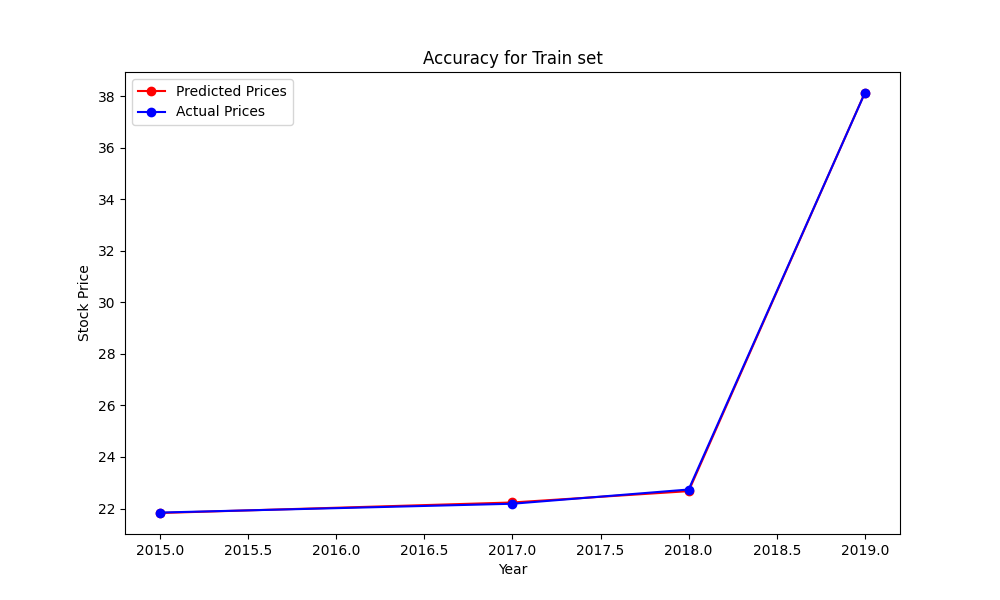 Accuracy for Train set
Predicted Prices
Actual Prices
38
36
34
32
30
28
26
24
22
Stock Price
2015.0 2015.5 2016.0 2016.5 2017.0 2017.5 2018.0 2018.5 2019.0
Year